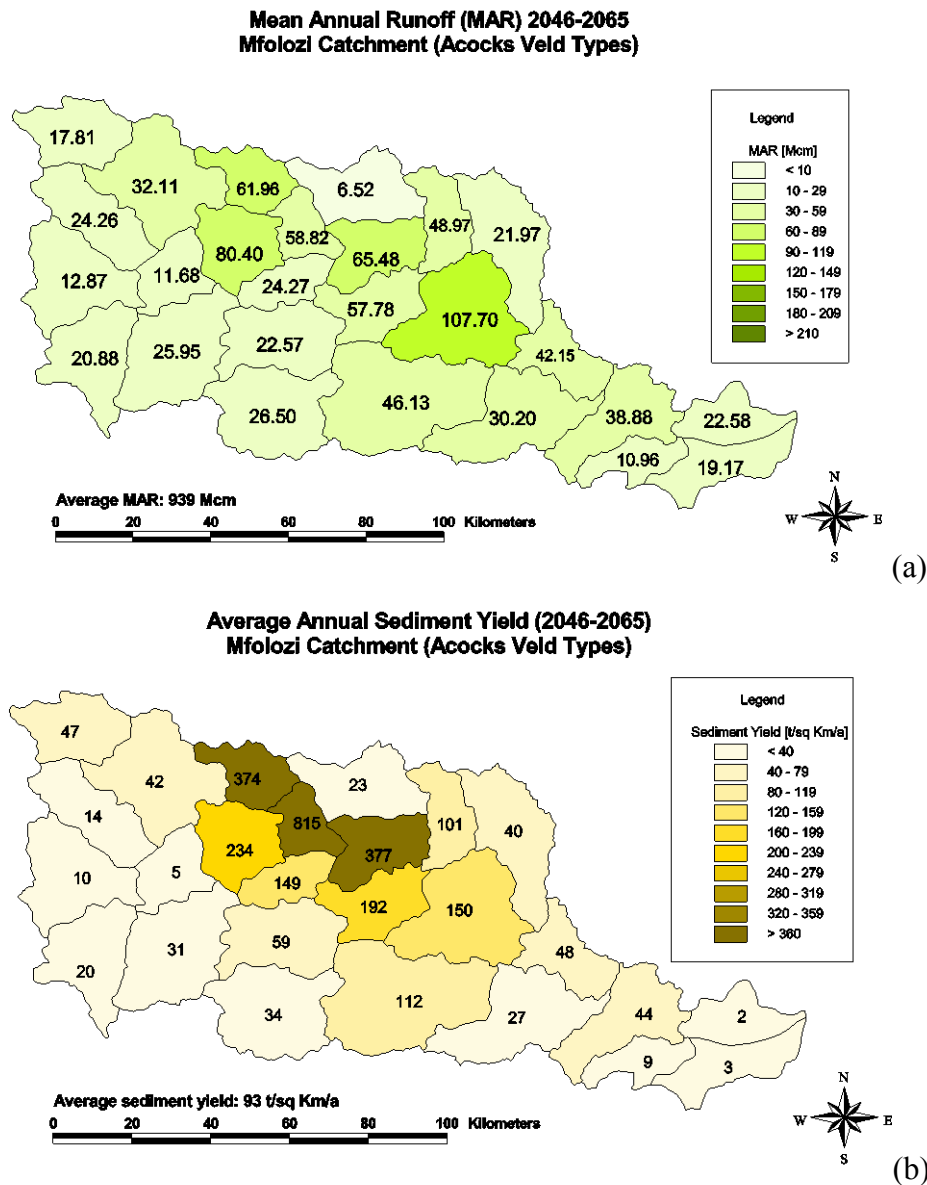 Mean Annual Runoff (MAR) 2046-2065
Mfolozi Catchment (Acocks Veld Types)
Legend
MAR [Mcm]
< 10
10 - 29
30 - 59
60 - 89
90 - 119
120 - 149
150 - 179
180 - 209
> 210
17.81
32.11
61.96
6.52
48.97
21.97
24.26
58.82
80.40
65.48
12.87
11.68
24.27
57.78
107.70
20.88
25.95
22.57
42.15
26.50
46.13
30.20
38.88
22.58
10.96
19.17
Average MAR: 939 Mcm
0 20 40 60 80 100 Kilometers
N
W E
S
(a)
Average Annual Sediment Yield (2046-2065)
Mfolozi Catchment (Acocks Veld Types)
Legend
Sediment Yield [t/sq Km/a]
< 40
40 - 79
80 - 119
120 - 159
160 - 199
200 - 239
240 - 279
280 - 319
320 - 359
> 360
47
42
374
23
14
815
101
40
234
377
10
5
149
192
150
20
31
59
48
34
112
27
44
2
9
3
Average sediment yield: 93 t/sq Km/a
0 20 40 60 80 100 Kilometers
N
W E
S
(b)